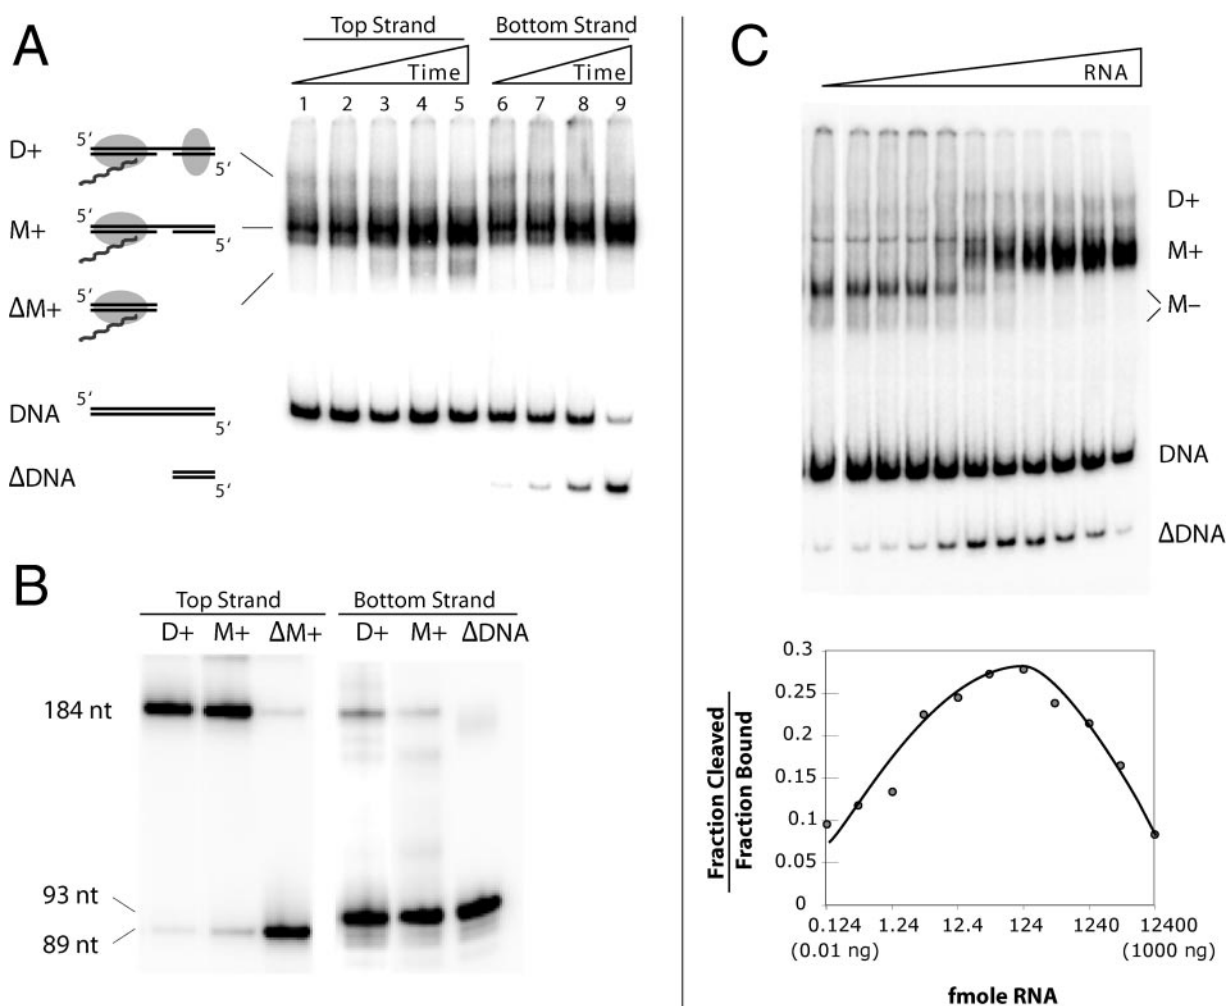 A
Top Strand
Bottom Strand
Time
Time
1 2 3 4 5 6 7 8 9
D+
5'
5'
M+
5'
5'
ΔM+
5'
DNA
5'
5'
ΔDNA
5'
B
Top Strand
Bottom Strand
D+ M+ ΔM+ D+ M+ ΔDNA
184 nt
93 nt
89 nt
C
RNA
D+
M+
M−
DNA
ΔDNA
Fraction Cleaved
Fraction Bound
0.3
0.25
0.2
0.15
0.1
0.05
0
0.124 1.24 12.4 124 1240 12400
(0.01 ng) (1000 ng)
fmole RNA